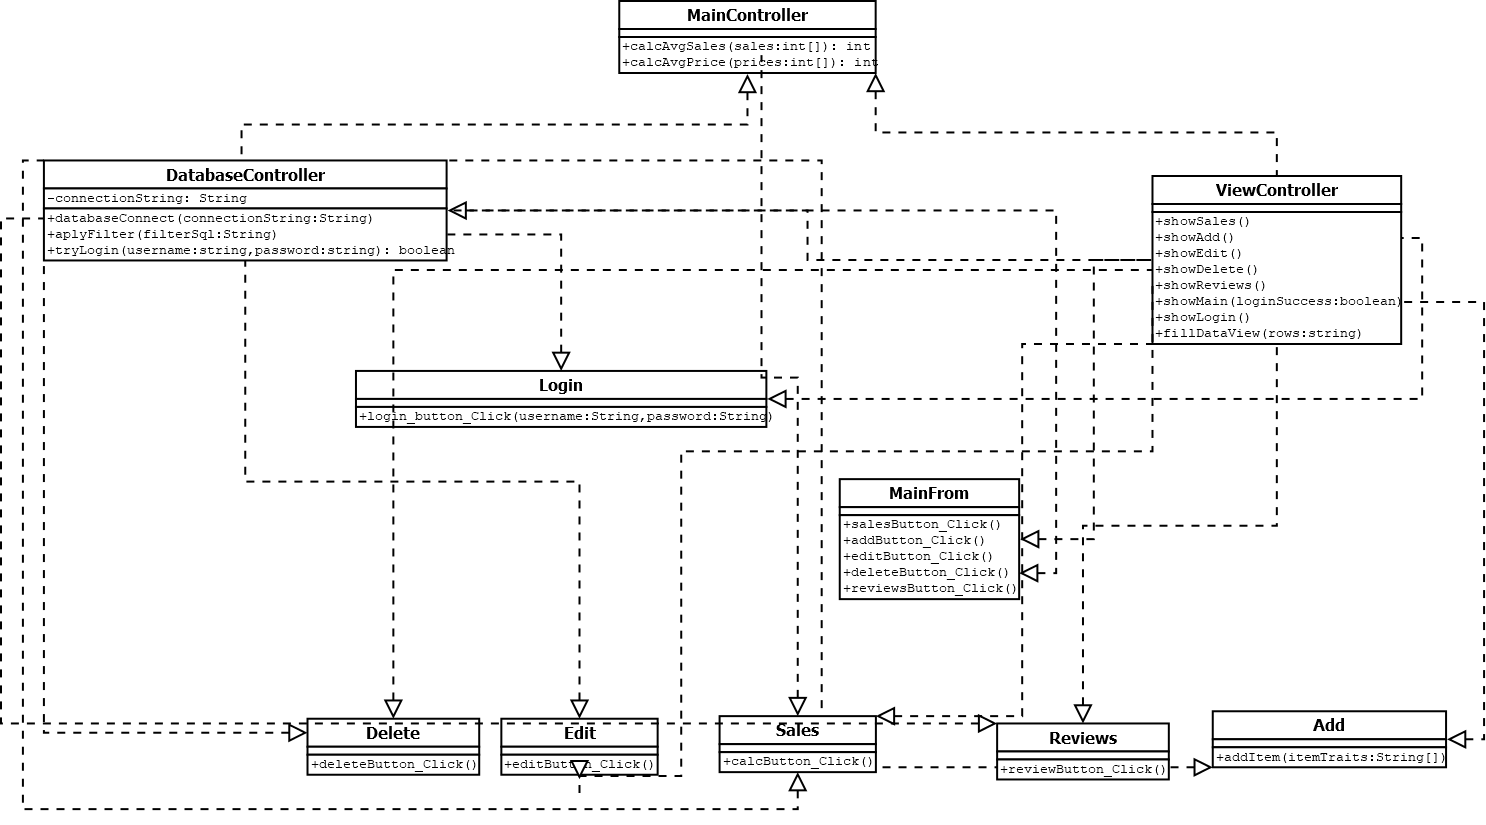 MainController
+calcAvgSales(sales:int[]): int
+calcAvgPrice(prices:int[]): int
DatabaseController
-connectionString: String
+databaseConnect(connectionString:String)
+aplyFilter(filterSql:String)
+tryLogin(username:string,password:string): boolean
ViewController
+showSales()
+showAdd()
+showEdit()
+showDelete()
+showReviews()
+showMain(loginSuccess:boolean)
+showLogin()
+fillDataView(rows:string)
Login
+login_button_Click(username:String,password:String)
MainFrom
+salesButton_Click()
+addButton_Click()
+editButton_Click()
+deleteButton_Click()
+reviewsButton_Click()
Delete
+deleteButton_Click()
Edit
+editButton_Click()
Sales
+calcButton_Click()
Reviews
+reviewButton_Click()
Add
+addItem(itemTraits:String[])